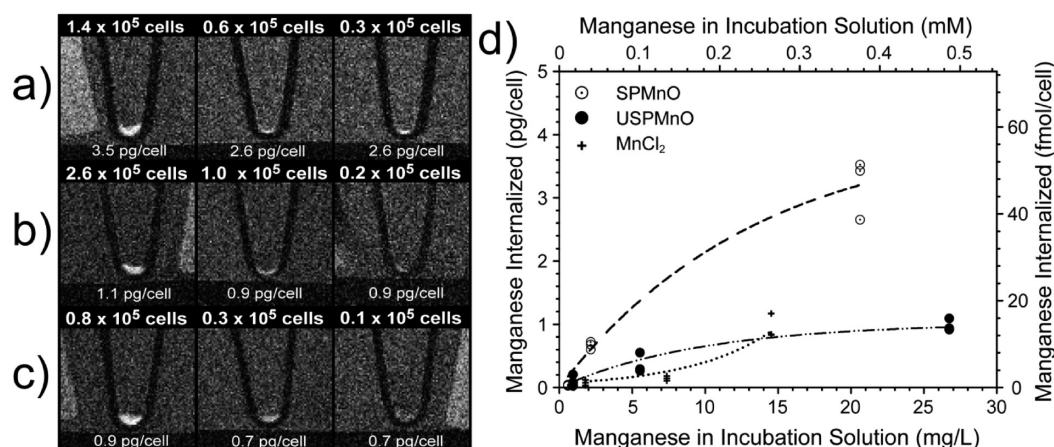 a)
1.4 x 10⁵ cells 0.6 x 10⁵ cells 0.3 x 10⁵ cells
3.5 pg/cell 2.6 pg/cell 2.6 pg/cell
b)
2.6 x 10⁵ cells 1.0 x 10⁵ cells 0.2 x 10⁵ cells
1.1 pg/cell 0.9 pg/cell 0.9 pg/cell
c)
0.8 x 10⁵ cells 0.3 x 10⁵ cells 0.1 x 10⁵ cells
0.9 pg/cell 0.7 pg/cell 0.7 pg/cell
d)
Manganese in Incubation Solution (mM)
0.0 0.1 0.2 0.3 0.4 0.5
Manganese Internalized (pg/cell)
5
4
3
2
1
0
SPMnO
USPMnO
MnCl₂
60
40
20
0
Manganese Internalized (fmol/cell)
0 5 10 15 20 25 30
Manganese in Incubation Solution (mg/L)